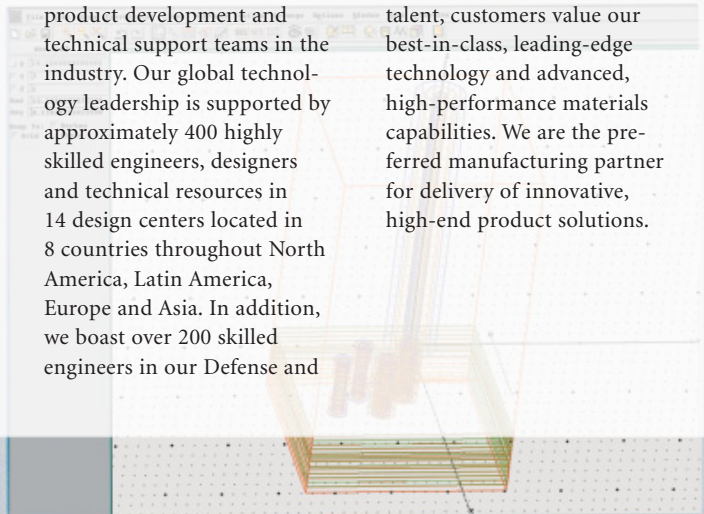 product development and
technical support teams in the
industry. Our global technol-
ogy leadership is supported by
approximately 400 highly
skilled engineers, designers
and technical resources in
14 design centers located in
8 countries throughout North
America, Latin America,
Europe and Asia. In addition,
we boast over 200 skilled
engineers in our Defense and
talent, customers value our
best-in-class, leading-edge
technology and advanced,
high-performance materials
capabilities. We are the pre-
ferred manufacturing partner
for delivery of innovative,
high-end product solutions.